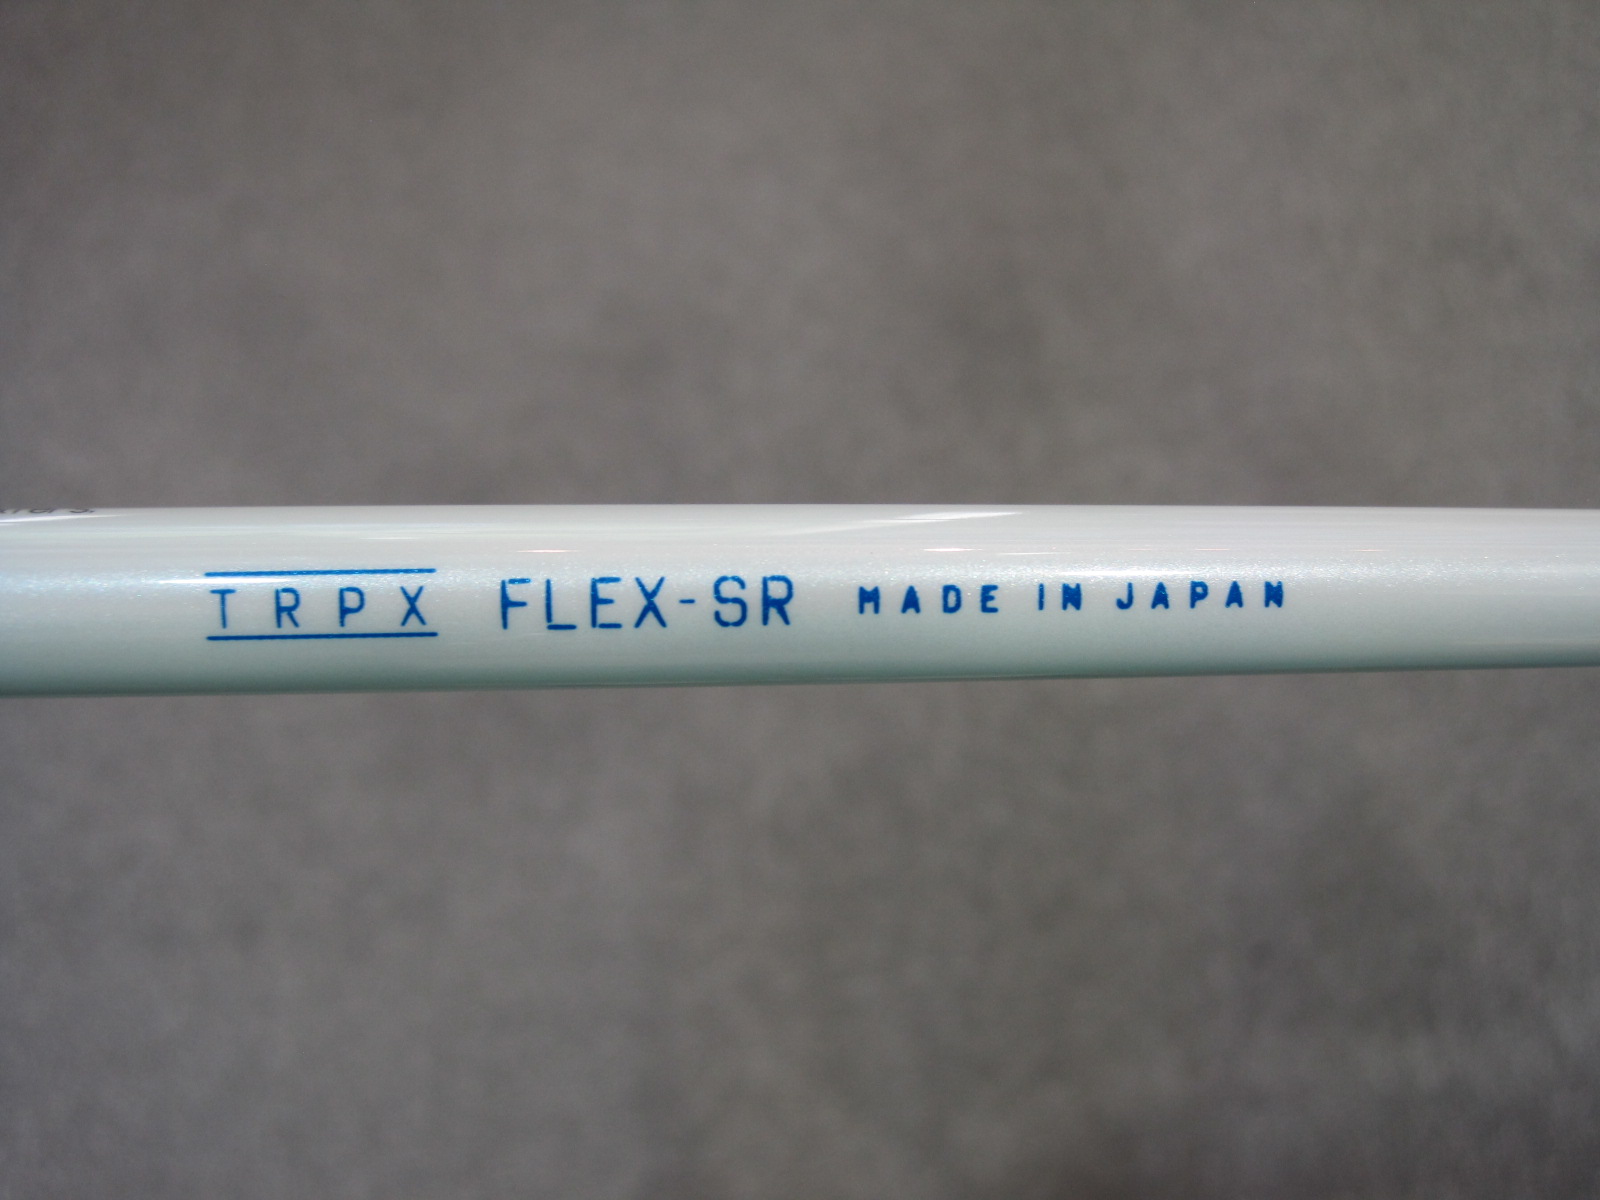 TRPX FLEX-SR MADE IN JAPAN